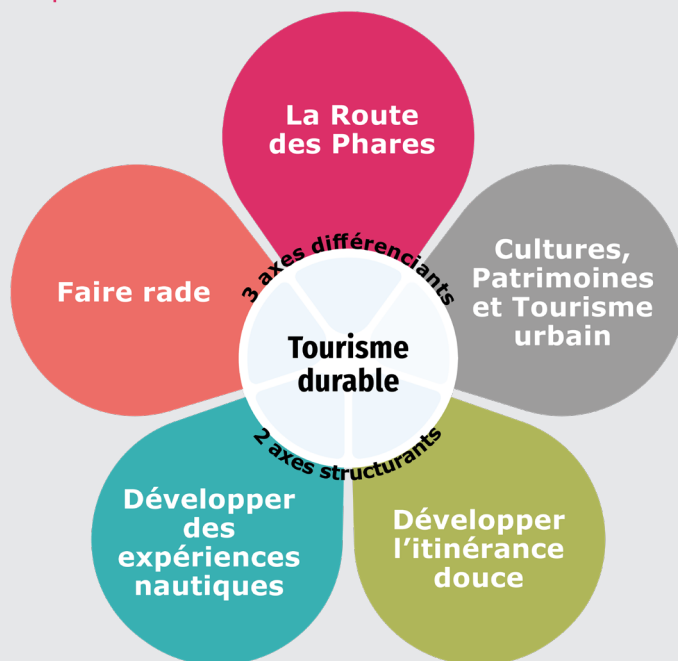 La Route
des Phares
Faire rade
Cultures,
Patrimoines
et Tourisme
urbain
3 axes différenciants
Tourisme
durable
2 axes structurants
Développer
des
expériences
nautiques
Développer
l'itinérance
douce